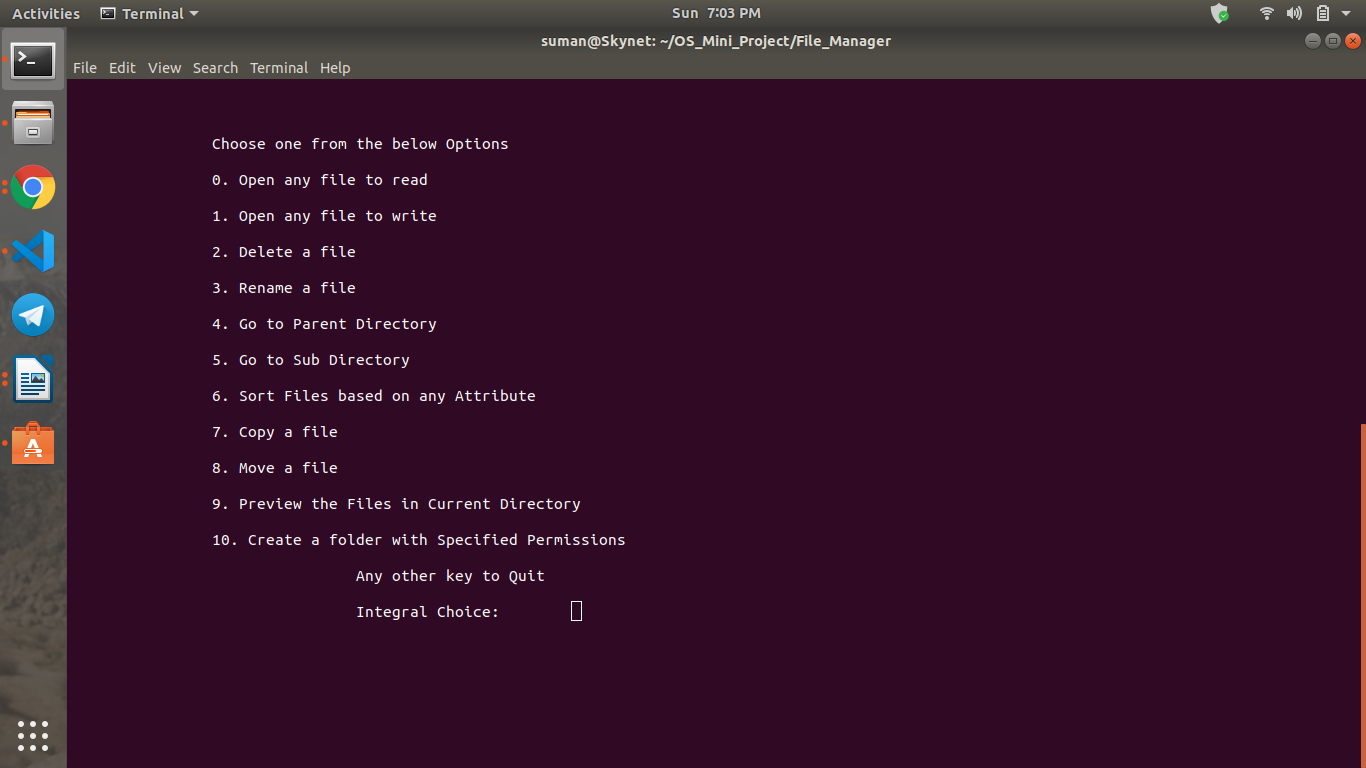 Activities Terminal Sun 7:03 PM
suman@Skynet: ~/OS_Mini_Project/File_Manager
File Edit View Search Terminal Help
Choose one from the below Options
0. Open any file to read
1. Open any file to write
2. Delete a file
3. Rename a file
4. Go to Parent Directory
5. Go to Sub Directory
6. Sort Files based on any Attribute
7. Copy a file
8. Move a file
9. Preview the Files in Current Directory
10. Create a folder with Specified Permissions
Any other key to Quit
Integral Choice: